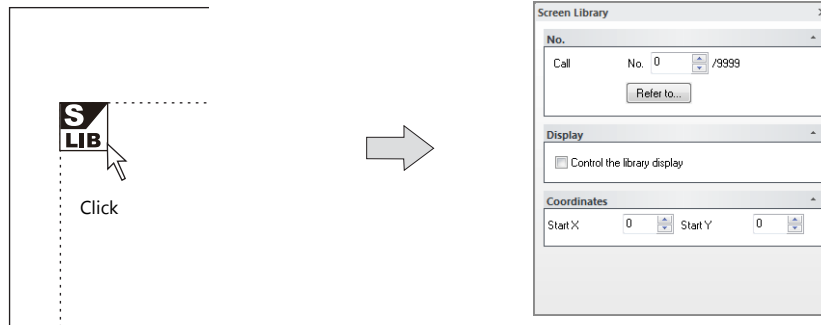 S
LIB
Click
Screen Library
No.
Call No. 0 /9999
Refer to...
Display
Control the library display
Coordinates
Start X 0 Start Y 0